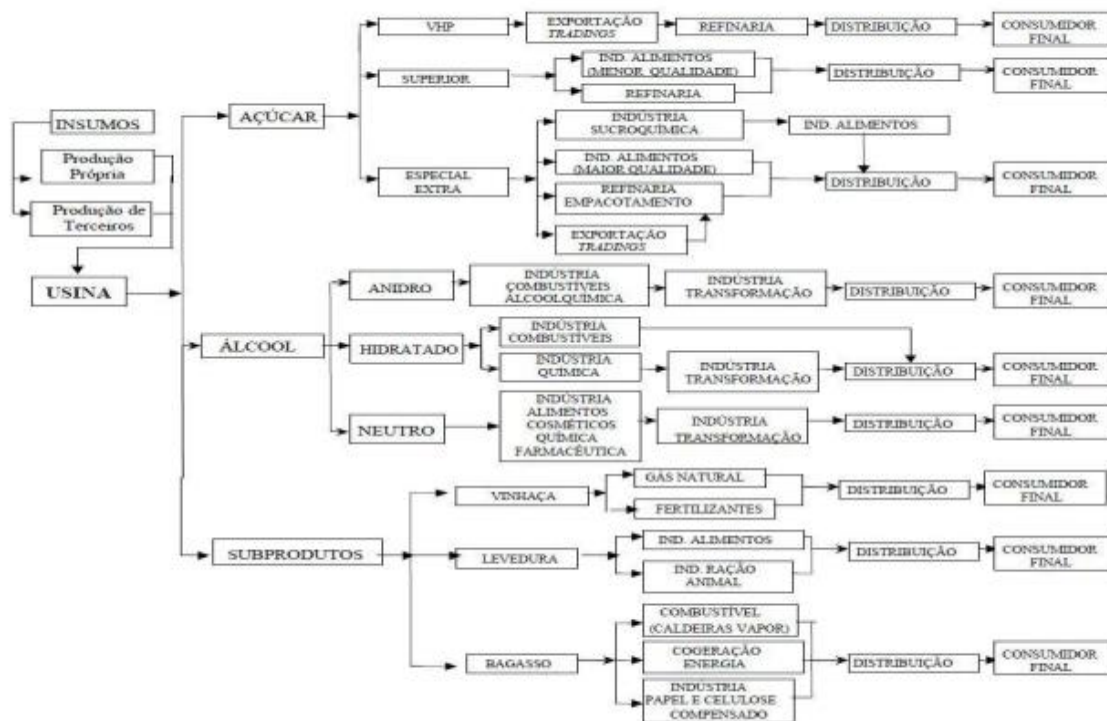 INSUMOS
Produção
Própria
Produção de
Terceiros
USINA
AÇÚCAR
VHP
EXPORTAÇÃO
TRADINGS
REFINARIA
DISTRIBUIÇÃO
CONSUMIDOR
FINAL
SUPERIOR
IND. ALIMENTOS
(MENOR QUALIDADE)
REFINARIA
DISTRIBUIÇÃO
CONSUMIDOR
FINAL
ESPECIAL
EXTRA
INDÚSTRIA
SUCROQUÍMICA
IND. ALIMENTOS
IND. ALIMENTOS
(MAIOR QUALIDADE)
REFINARIA
EMPACOTAMENTO
EXPORTAÇÃO
TRADINGS
DISTRIBUIÇÃO
CONSUMIDOR
FINAL
ÁLCOOL
ANIDRO
INDÚSTRIA
COMBUSTÍVEIS
ÁLCOOLQUÍMICA
INDÚSTRIA
TRANSFORMAÇÃO
DISTRIBUIÇÃO
CONSUMIDOR
FINAL
HIDRATADO
INDÚSTRIA
COMBUSTÍVEIS
INDÚSTRIA
QUÍMICA
INDÚSTRIA
TRANSFORMAÇÃO
DISTRIBUIÇÃO
CONSUMIDOR
FINAL
NEUTRO
INDÚSTRIA
ALIMENTOS
COSMÉTICOS
QUÍMICA
FARMACÊUTICA
INDÚSTRIA
TRANSFORMAÇÃO
DISTRIBUIÇÃO
CONSUMIDOR
FINAL
SUBPRODUTOS
VINHAÇA
GÁS NATURAL
FERTILIZANTES
DISTRIBUIÇÃO
CONSUMIDOR
FINAL
LEVEDURA
IND. ALIMENTOS
IND. RAÇÃO
ANIMAL
DISTRIBUIÇÃO
CONSUMIDOR
FINAL
BAGASSO
COMBUSTÍVEL
(CALDEIRAS VAPOR)
COGERAÇÃO
ENERGIA
INDÚSTRIA
PAPEL E CELULOSE
COMPENSADO
DISTRIBUIÇÃO
CONSUMIDOR
FINAL